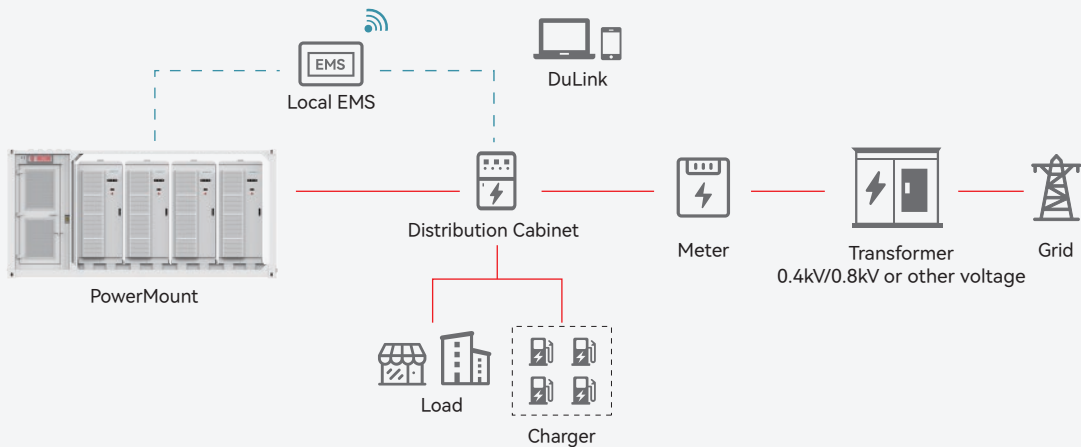 EMS
Local EMS
DuLink
PowerMount
Distribution Cabinet
Meter
Transformer
0.4kV/0.8kV or other voltage
Grid
Load
Charger